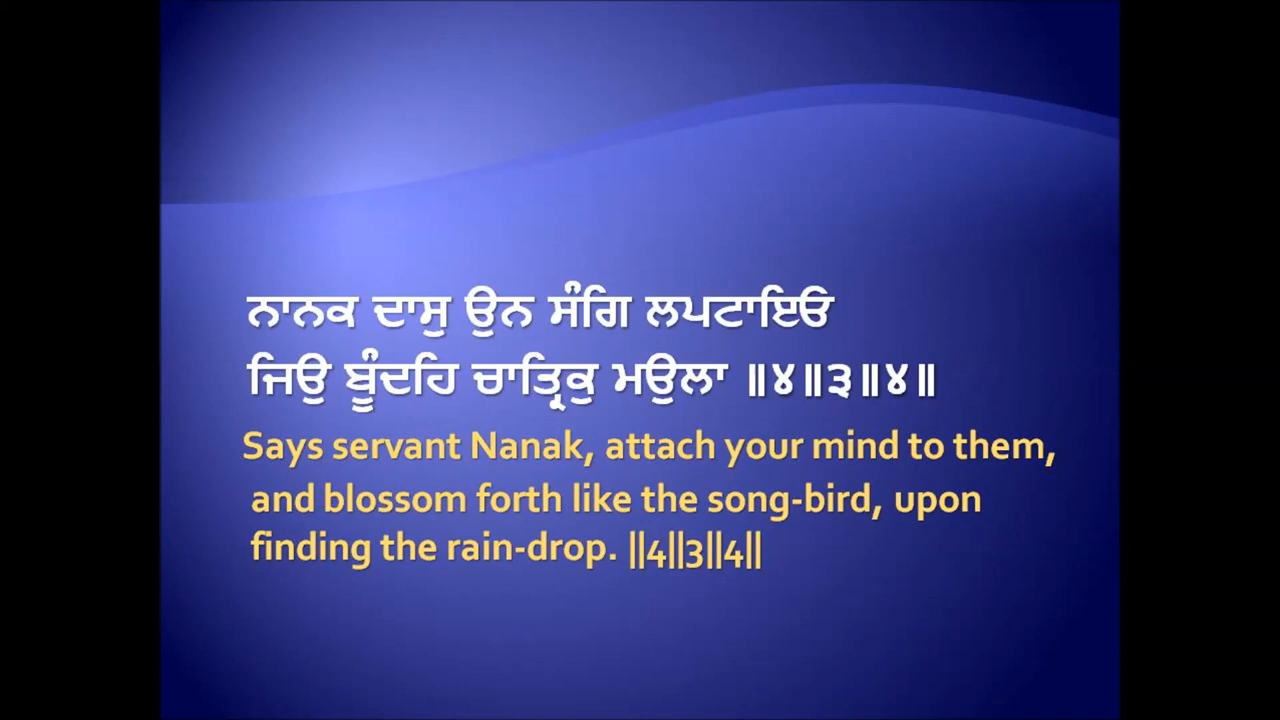 ਨਾਨਕ ਦਾਸੁ ਉਨ ਸੰਗਿ ਲਪਟਾਇਓ
ਜਿਉ ਬੂੰਦਹਿ ਚਾਤ੍ਰਿਕੁ ਮਉਲਾ ॥੪॥੩॥੪॥
Says servant Nanak, attach your mind to them,
and blossom forth like the song-bird, upon
finding the rain-drop. ||4||3||4||